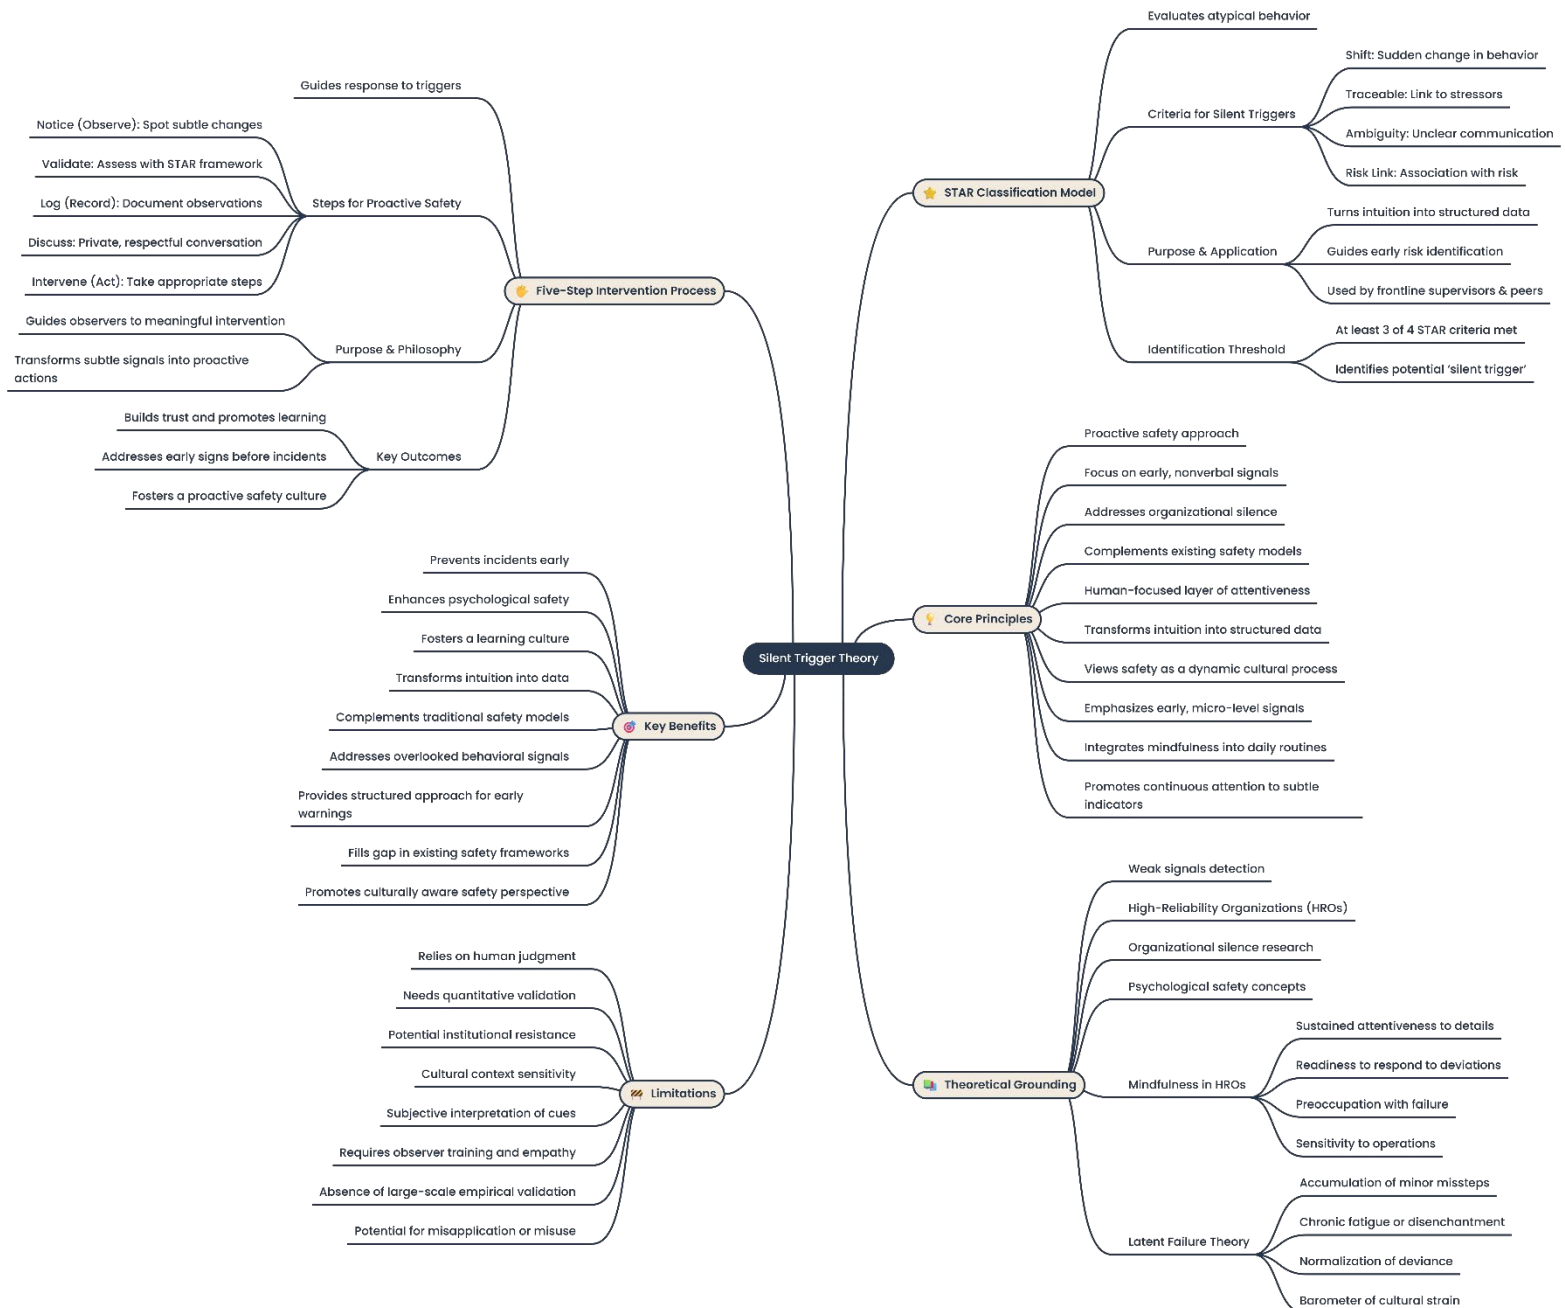 Silent Trigger Theory
STAR Classification Model
Evaluates atypical behavior
Criteria for Silent Triggers
Shift: Sudden change in behavior
Traceable: Link to stressors
Ambiguity: Unclear communication
Risk Link: Association with risk
Purpose & Application
Turns intuition into structured data
Guides early risk identification
Used by frontline supervisors & peers
Identification Threshold
At least 3 of 4 STAR criteria met
Identifies potential ‘silent trigger’
Core Principles
Proactive safety approach
Focus on early, nonverbal signals
Addresses organizational silence
Complements existing safety models
Human-focused layer of attentiveness
Transforms intuition into structured data
Views safety as a dynamic cultural process
Emphasizes early, micro-level signals
Integrates mindfulness into daily routines
Promotes continuous attention to subtle
indicators
Theoretical Grounding
Weak signals detection
High-Reliability Organizations (HROs)
Organizational silence research
Psychological safety concepts
Mindfulness in HROs
Sustained attentiveness to details
Readiness to respond to deviations
Preoccupation with failure
Sensitivity to operations
Latent Failure Theory
Accumulation of minor missteps
Chronic fatigue or disenchantment
Normalization of deviance
Barometer of cultural strain
Five-Step Intervention Process
Guides response to triggers
Steps for Proactive Safety
Notice (Observe): Spot subtle changes
Validate: Assess with STAR framework
Log (Record): Document observations
Discuss: Private, respectful conversation
Intervene (Act): Take appropriate steps
Purpose & Philosophy
Guides observers to meaningful intervention
Transforms subtle signals into proactive
actions
Key Outcomes
Builds trust and promotes learning
Addresses early signs before incidents
Fosters a proactive safety culture
Key Benefits
Prevents incidents early
Enhances psychological safety
Fosters a learning culture
Transforms intuition into data
Complements traditional safety models
Addresses overlooked behavioral signals
Provides structured approach for early
warnings
Fills gap in existing safety frameworks
Promotes culturally aware safety perspective
Limitations
Relies on human judgment
Needs quantitative validation
Potential institutional resistance
Cultural context sensitivity
Subjective interpretation of cues
Requires observer training and empathy
Absence of large-scale empirical validation
Potential for misapplication or misuse